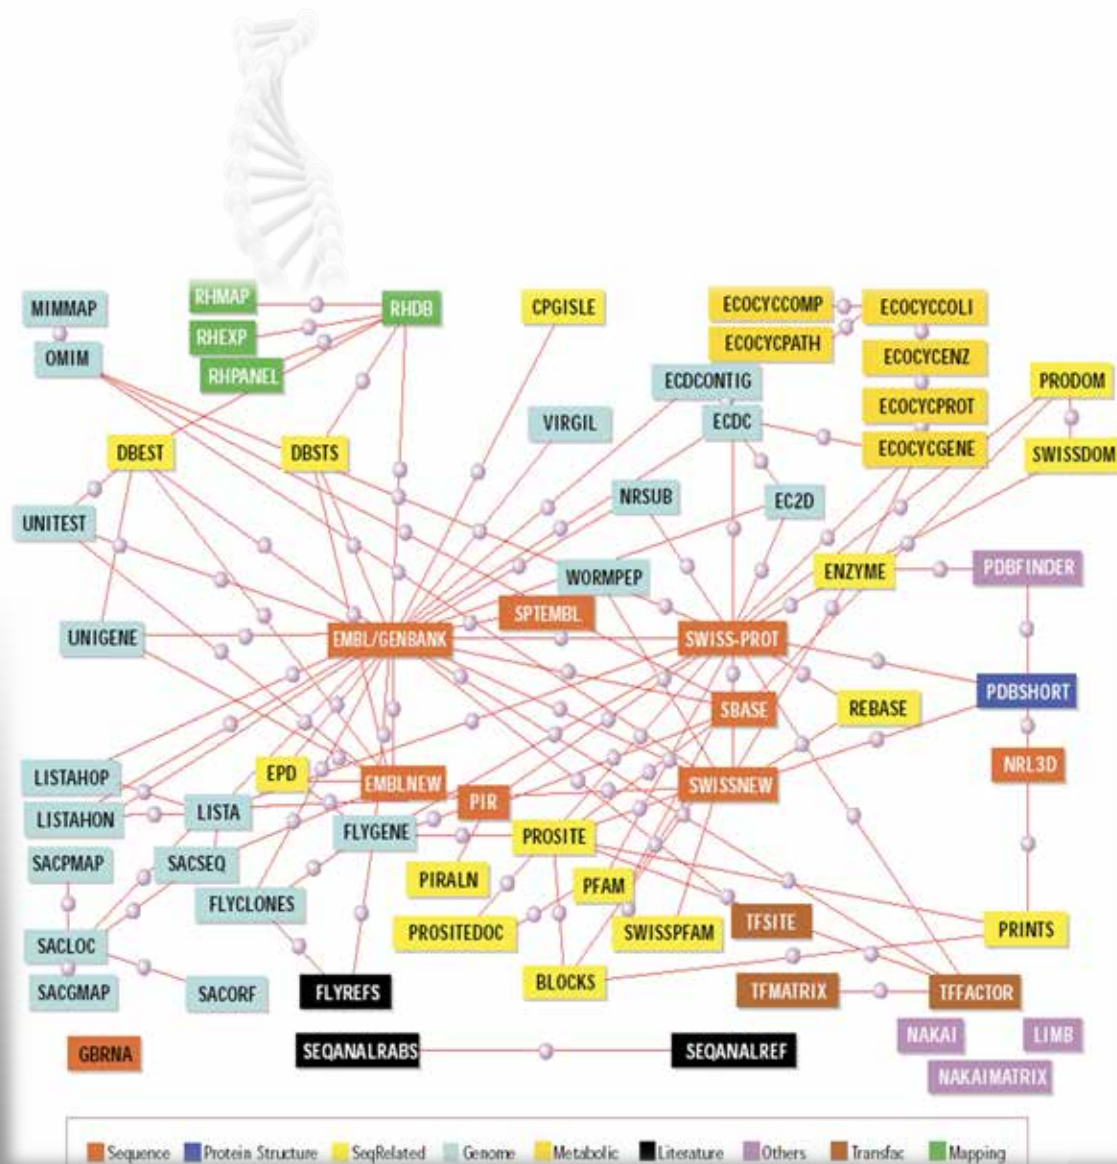 MIMMAP
RHMAP
RHDB
CPGISLE
ECOCYCCOMP
ECOCYCCOLI
RHEXP
ECOCYCPATH
OMIM
ECOCYCENZ
RHPANEL
ECDCONTIG
PRODOM
ECOCYCPROT
VIRGIL
ECDC
DBEST
DBSTS
ECOCYCGENE
SWISSDOM
NRSUB
EC2D
UNITEST
WORMPEP
ENZYME
PDBFINDER
SPTEMBL
UNIGENE
EMBL/GENBANK
SWISS-PROT
PDBSHORT
SBASE
REBASE
NRL3D
LISTAHOP
EPD
EMBLNEW
SWISSNEW
PIR
LISTAHON
LISTA
FLYGENE
PROSITE
SACPMAP
SACSEQ
PIRALN
PFAM
FLYCLONES
TFSITE
PROSITEDOC
SWISSPFAM
PRINTS
SACLOC
BLOCKS
SACGMAP
SACORF
FLYREFS
TFMATRIX
TFFACTOR
NAKAI
LIMB
GBRNA
SEQANALRABS
SEQANALREF
NAKAIMATRIX
Sequence Protein Structure SeqRelated Genome Metabolic Literature Others Transfac Mapping